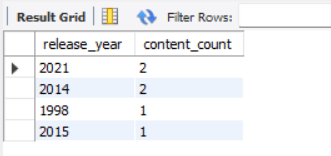 Result Grid Filter Rows:
release_year content_count
2021 2
2014 2
1998 1
2015 1